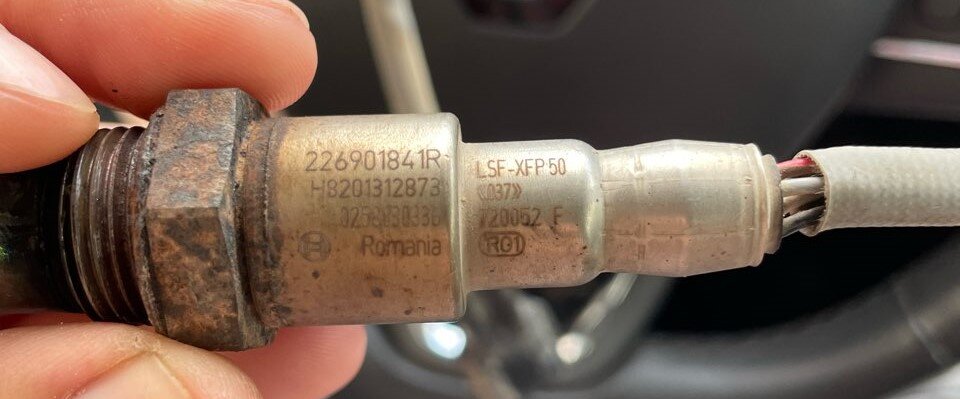 226901841R
H8201312873
Romania
LSF-XFP50
«037»
RG1